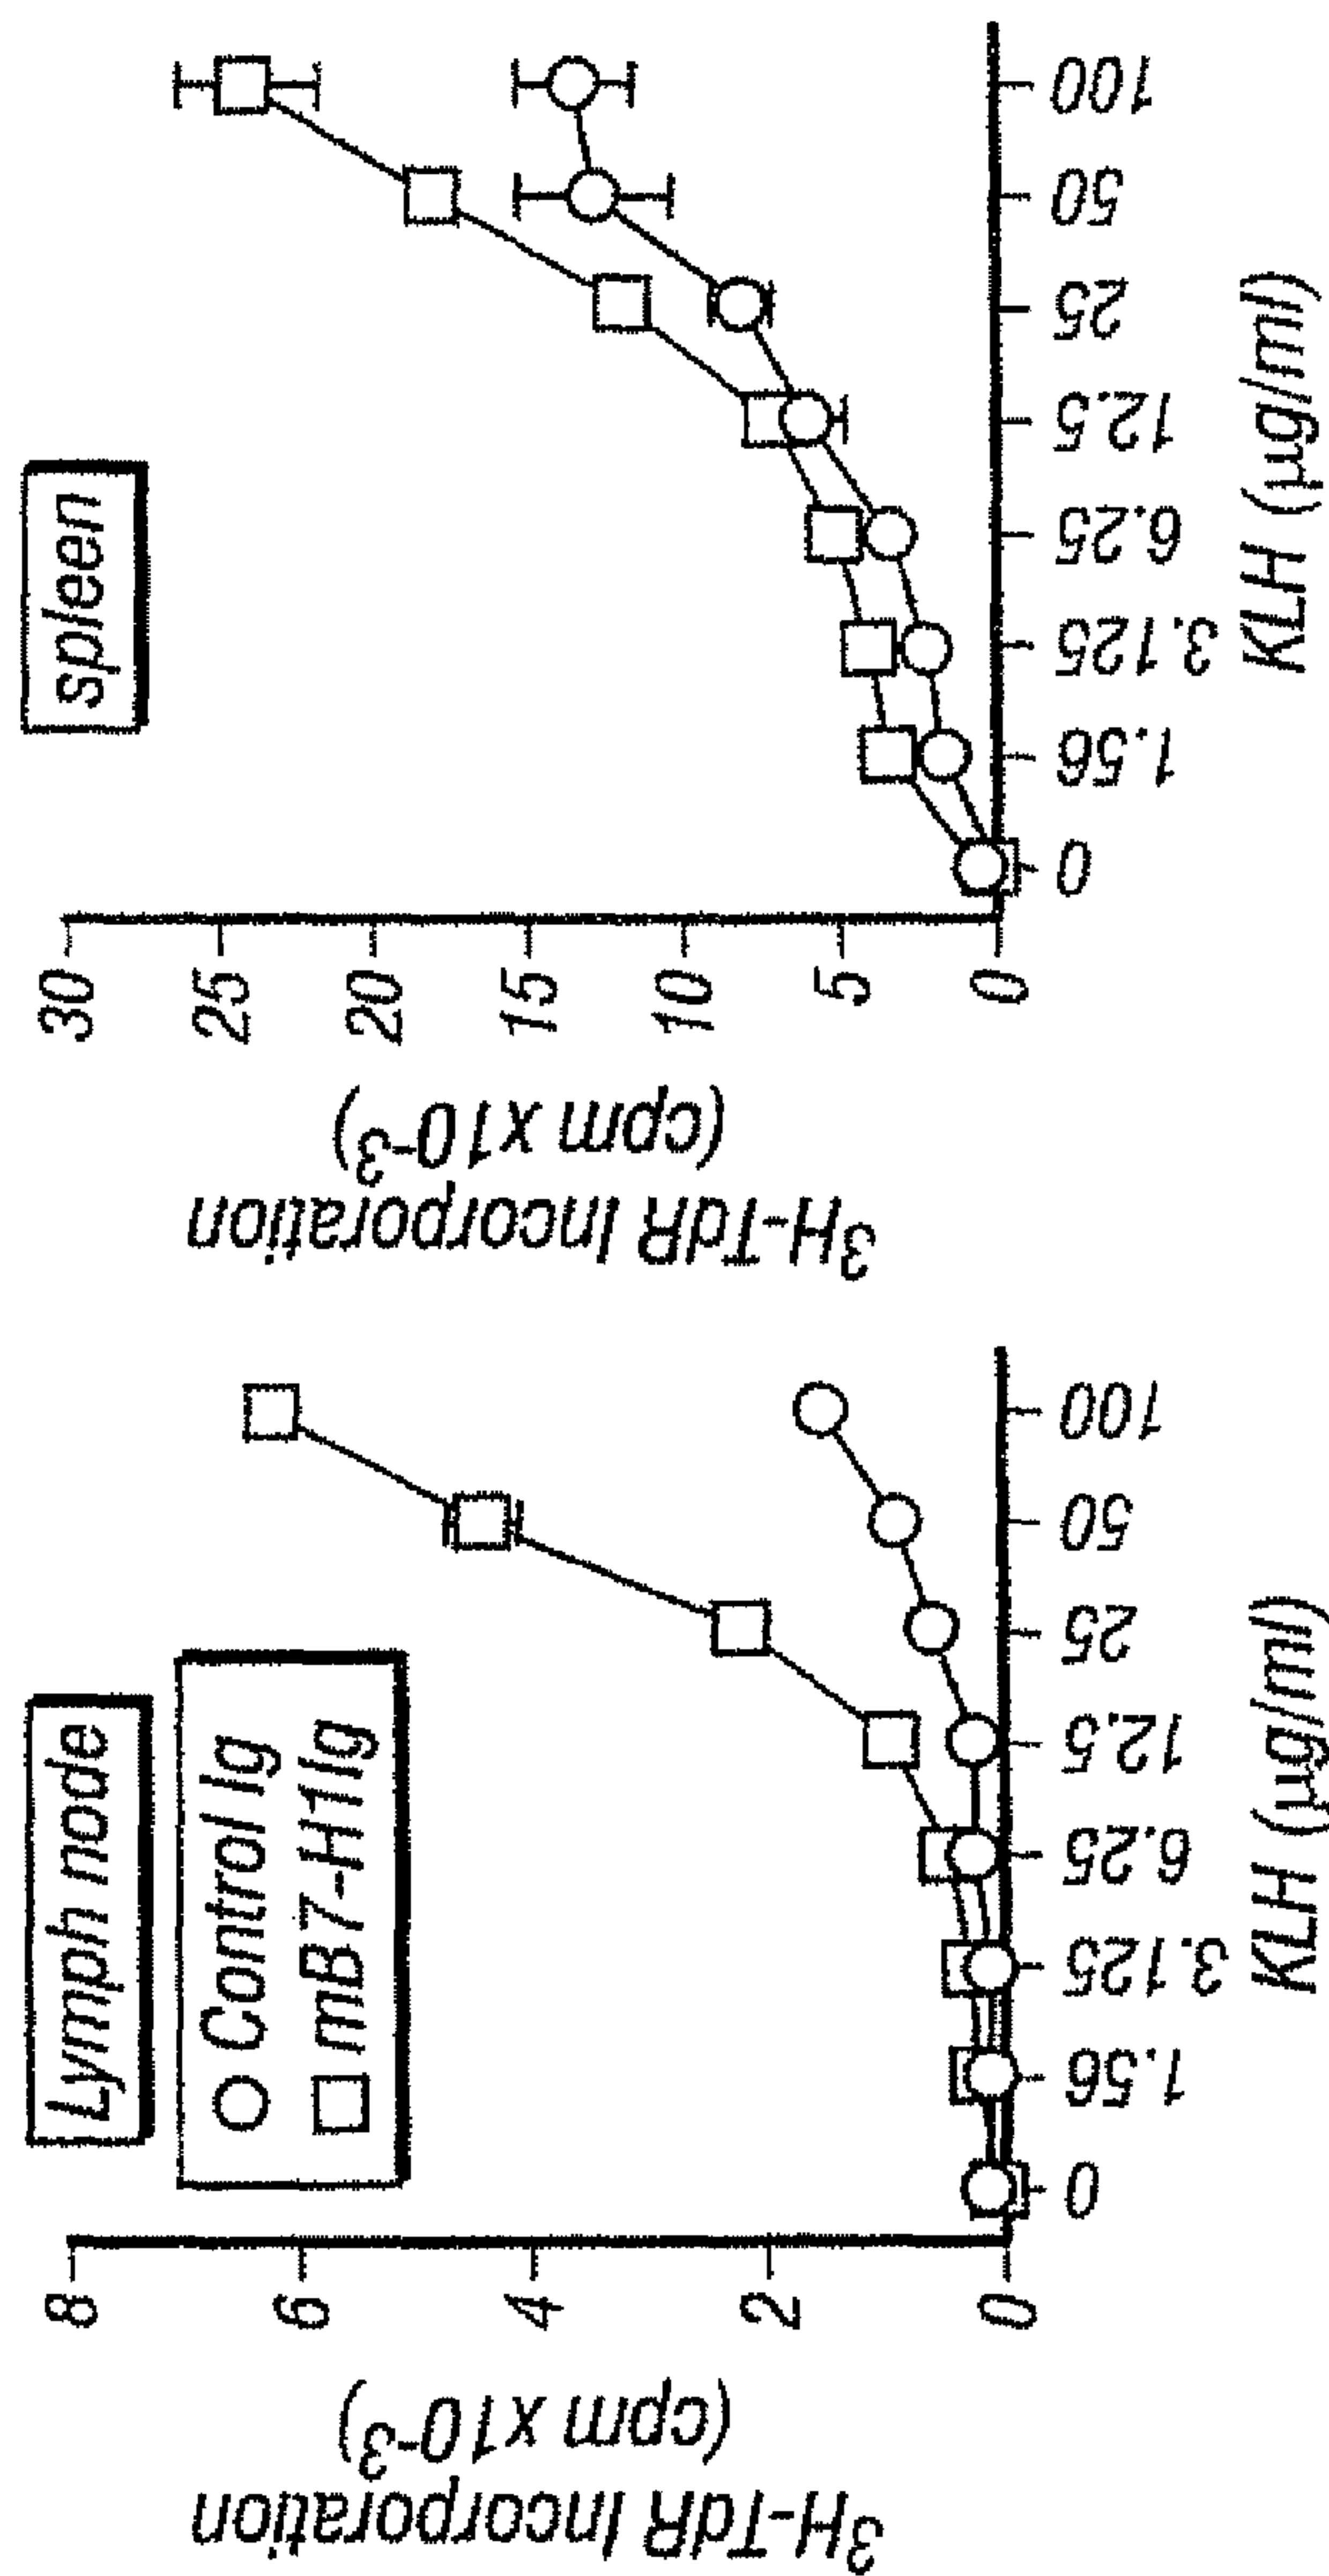 Lymph node
Control Ig
mB7-H1Ig
3H-TdR Incorporation
(cpm x10-3)
8
6
4
2
0
0
1.56
3.125
6.25
12.5
25
50
100
KLH (µg/ml)
spleen
3H-TdR Incorporation
(cpm x10-3)
30
25
20
15
10
5
0
0
1.56
3.125
6.25
12.5
25
50
100
KLH (µg/ml)